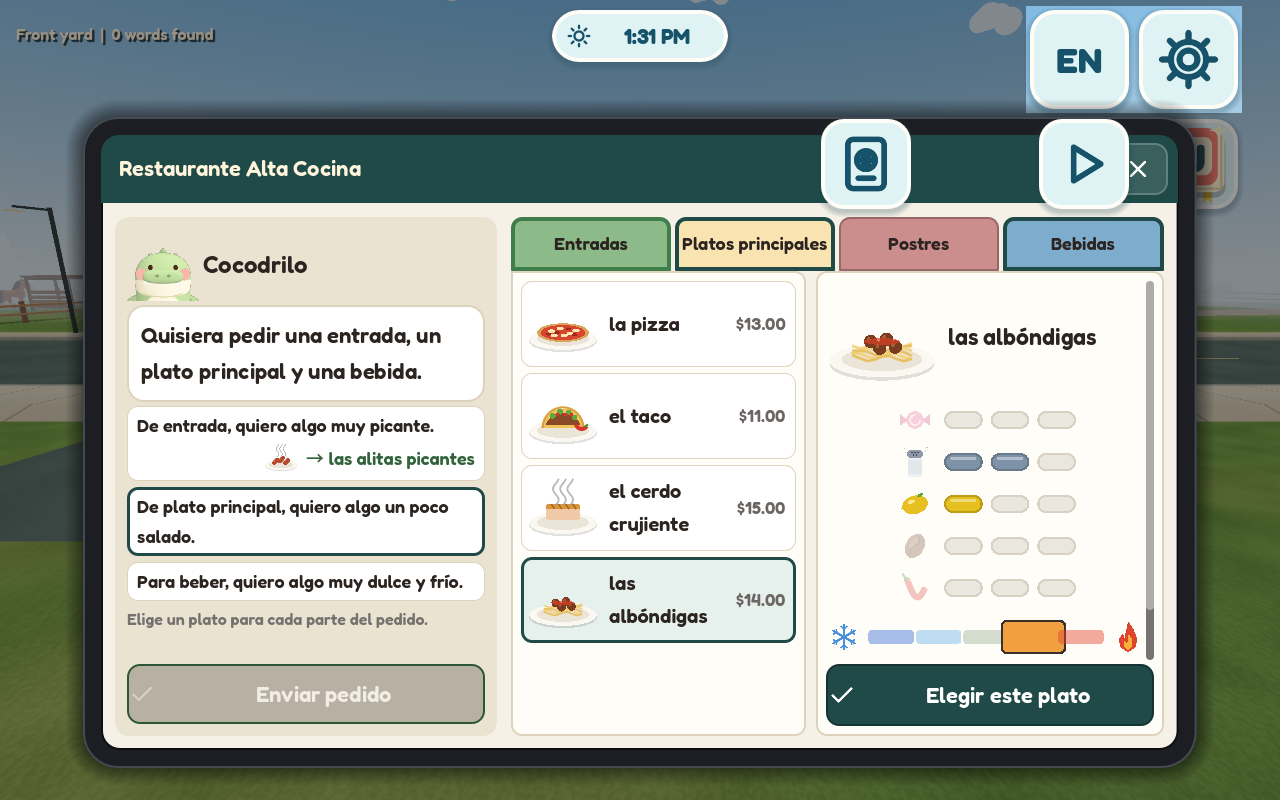 Front yard | 0 words found
1:31 PM
EN
Restaurante Alta Cocina
Cocodrilo
Quisiera pedir una entrada, un
plato principal y una bebida.
De entrada, quiero algo muy picante.
→ las alitas picantes
De plato principal, quiero algo un poco
salado.
Para beber, quiero algo muy dulce y frío.
Elige un plato para cada parte del pedido.
Enviar pedido
Entradas
Platos principales
Postres
Bebidas
la pizza
$13.00
el taco
$11.00
el cerdo
crujiente
$15.00
las
albóndigas
$14.00
las albóndigas
Elegir este plato